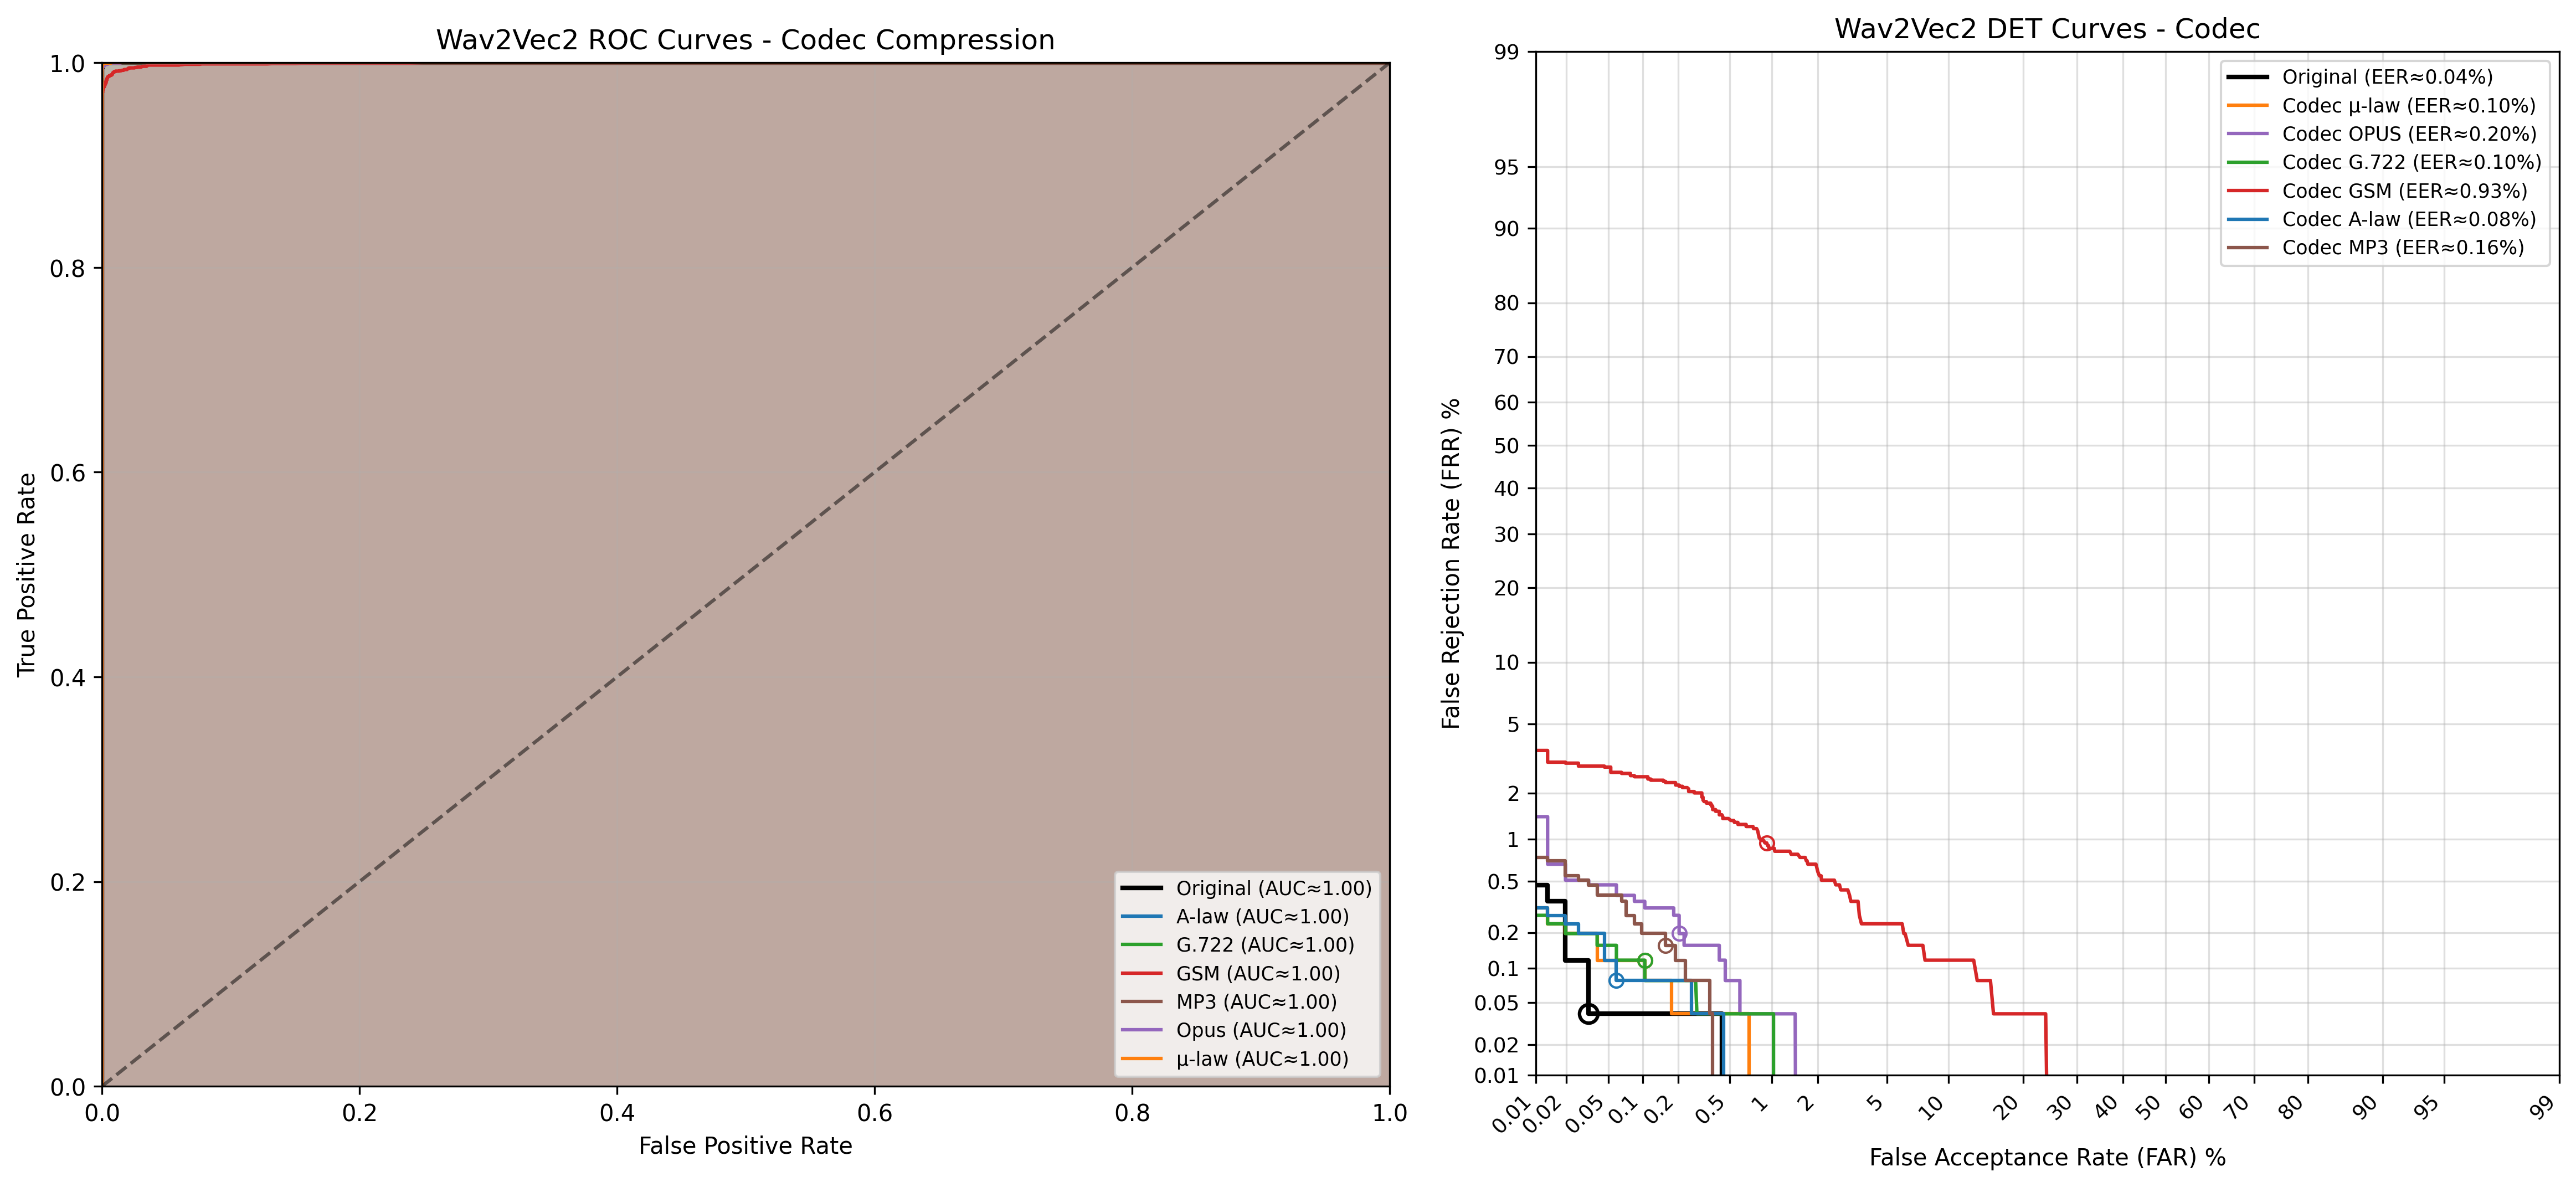 Wav2Vec2 ROC Curves - Codec Compression
True Positive Rate
1.0
0.8
0.6
0.4
0.2
0.0
0.0 0.2 0.4 0.6 0.8 1.0
False Positive Rate
Original (AUC≈1.00)
A-law (AUC≈1.00)
G.722 (AUC≈1.00)
GSM (AUC≈1.00)
MP3 (AUC≈1.00)
Opus (AUC≈1.00)
μ-law (AUC≈1.00)
Wav2Vec2 DET Curves - Codec
False Rejection Rate (FRR) %
99
95
90
80
70
60
50
40
30
20
10
5
2
1
0.5
0.2
0.1
0.05
0.02
0.01
0.01 0.02 0.05 0.1 0.2 0.5 1 2 5 10 20 30 40 50 60 70 80 90 95 99
False Acceptance Rate (FAR) %
Original (EER≈0.04%)
Codec μ-law (EER≈0.10%)
Codec OPUS (EER≈0.20%)
Codec G.722 (EER≈0.10%)
Codec GSM (EER≈0.93%)
Codec A-law (EER≈0.08%)
Codec MP3 (EER≈0.16%)